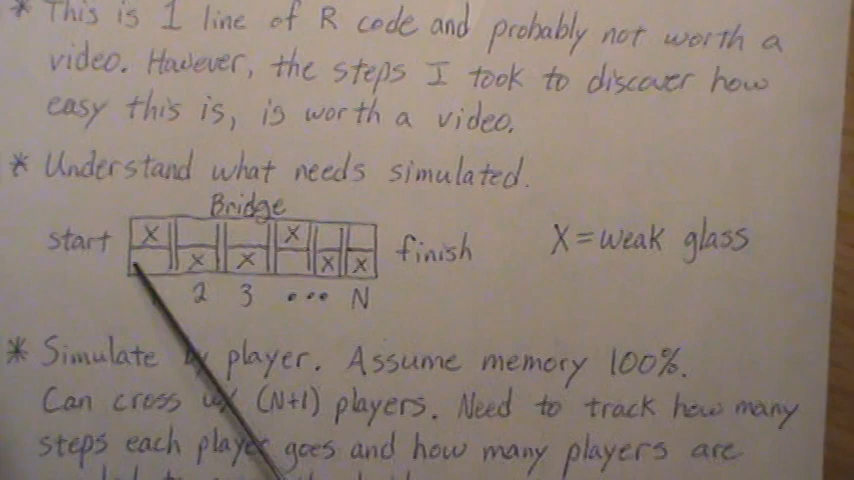 * This is 1 line of R code and probably not worth a
video. However, the steps I took to discover how
easy this is, is worth a video.
* Understand what needs simulated.
Bridge
start X X X X X X finish X = weak glass
2 3 ... N
* Simulate by player. Assume memory 100%.
Can cross w/ (N+1) players. Need to track how many
steps each player goes and how many players are